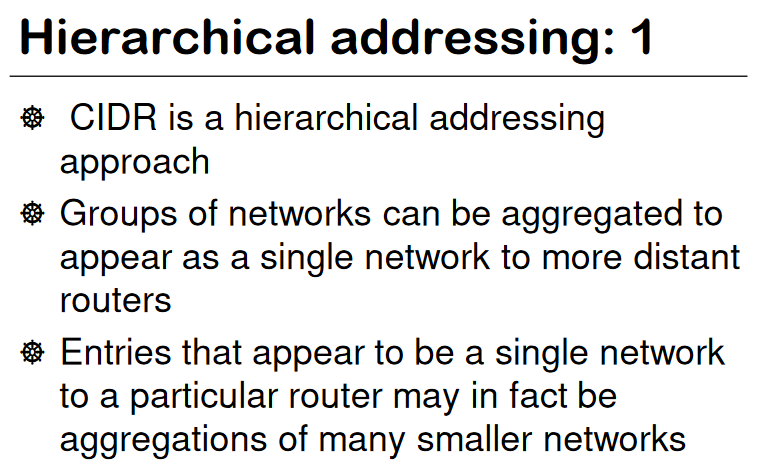 Hierarchical addressing: 1
☸ CIDR is a hierarchical addressing
approach
☸ Groups of networks can be aggregated to
appear as a single network to more distant
routers
☸ Entries that appear to be a single network
to a particular router may in fact be
aggregations of many smaller networks